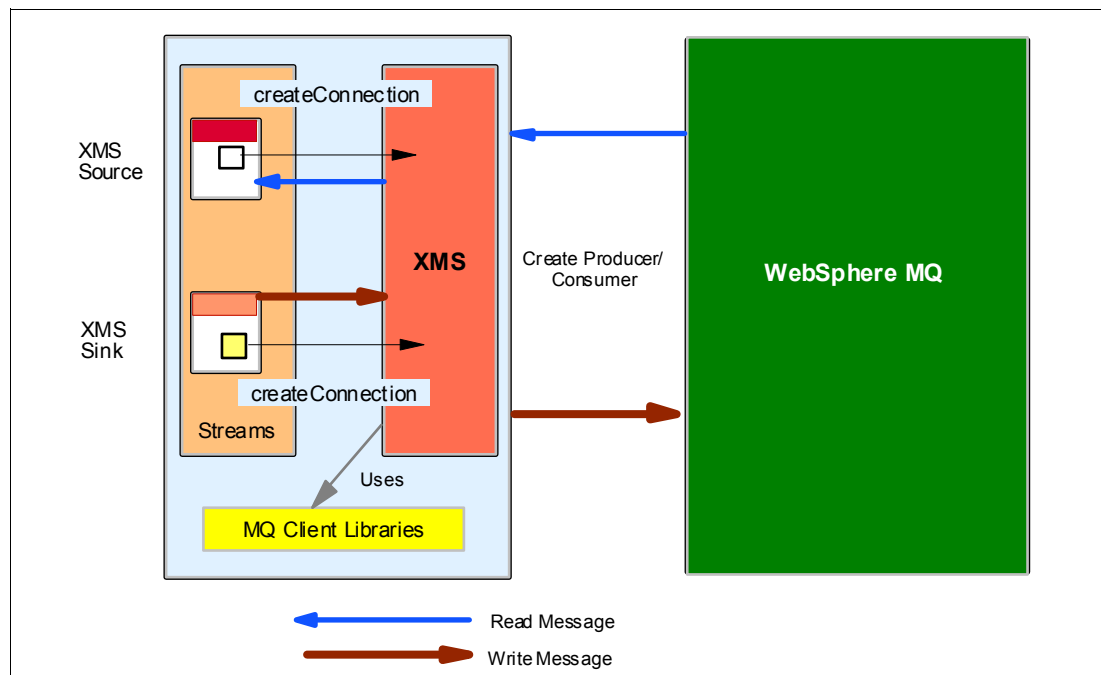 createConnection
XMS
Source
XMS
Create Producer/
Consumer
WebSphere MQ
XMS
Sink
createConnection
Streams
Uses
MQ Client Libraries
Read Message
Write Message